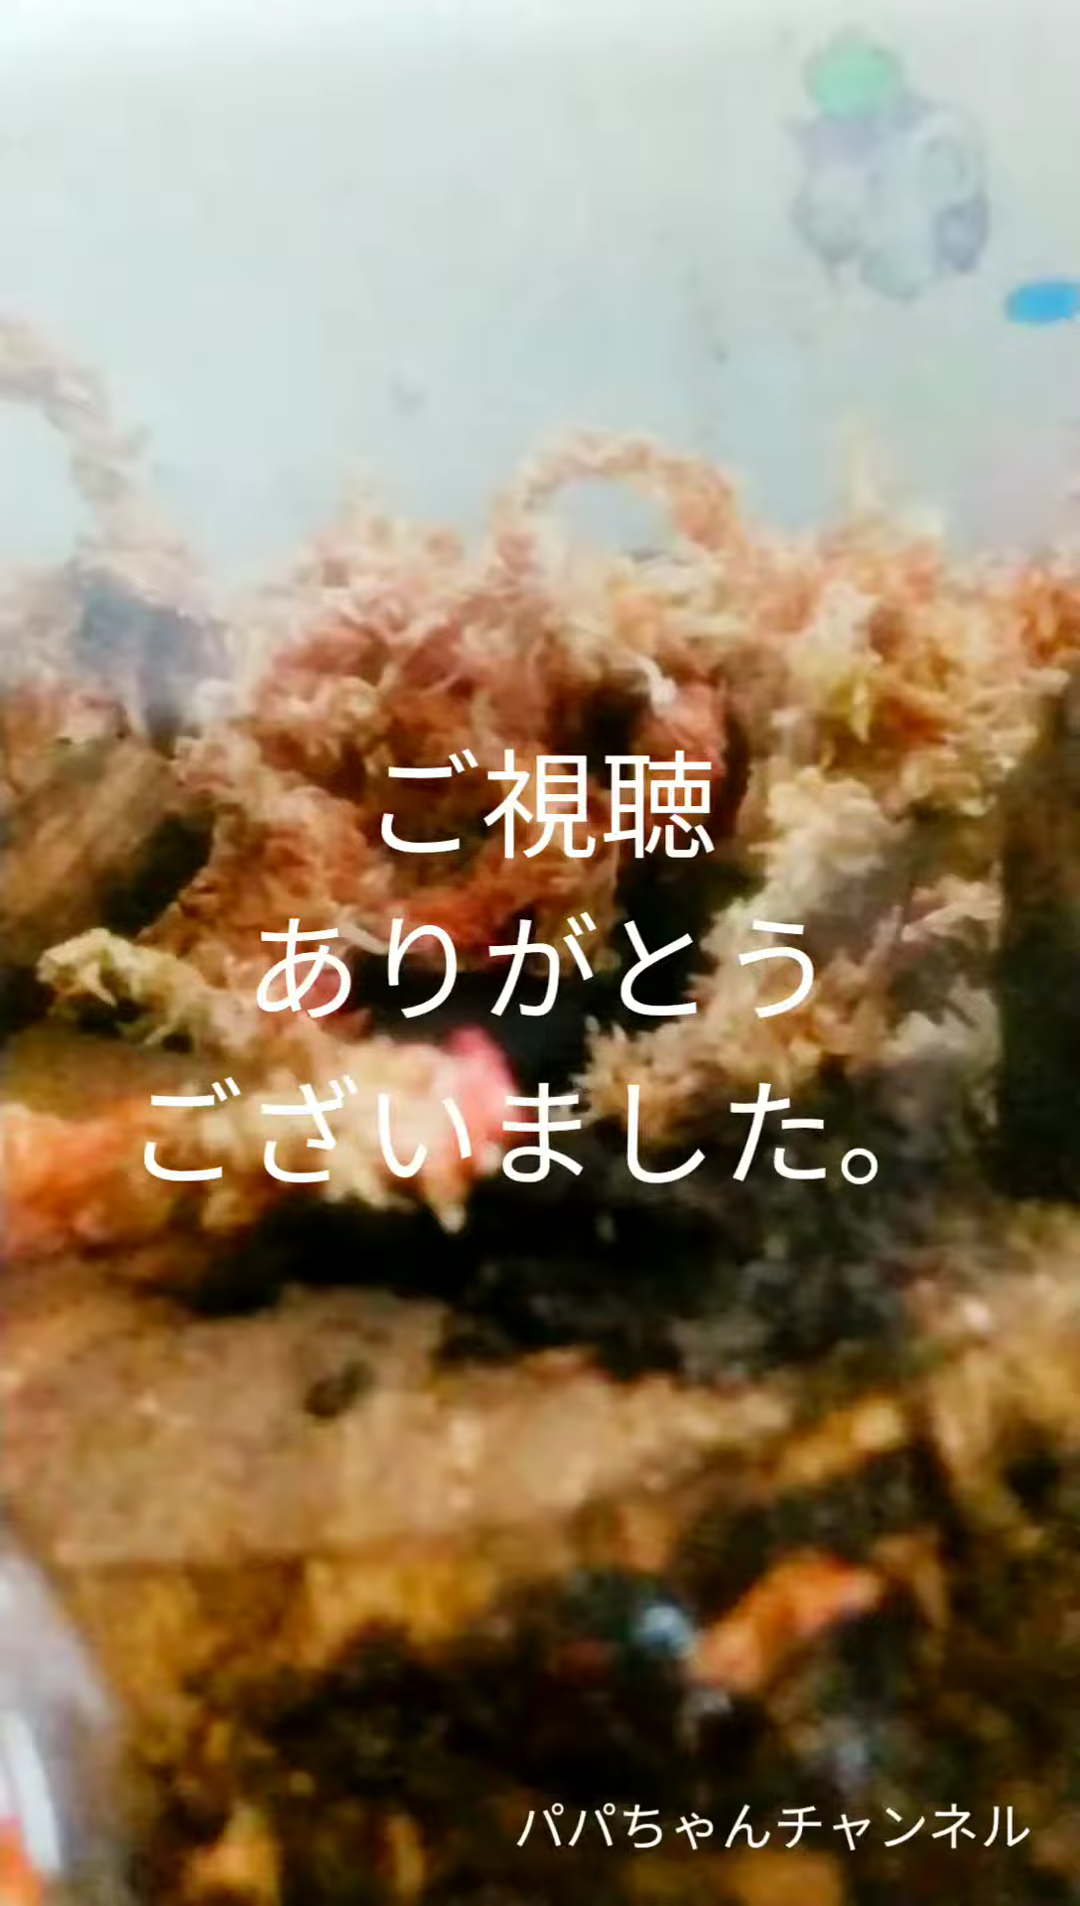 ご視聴
ありがとう
ございました。
パパちゃんチャンネル